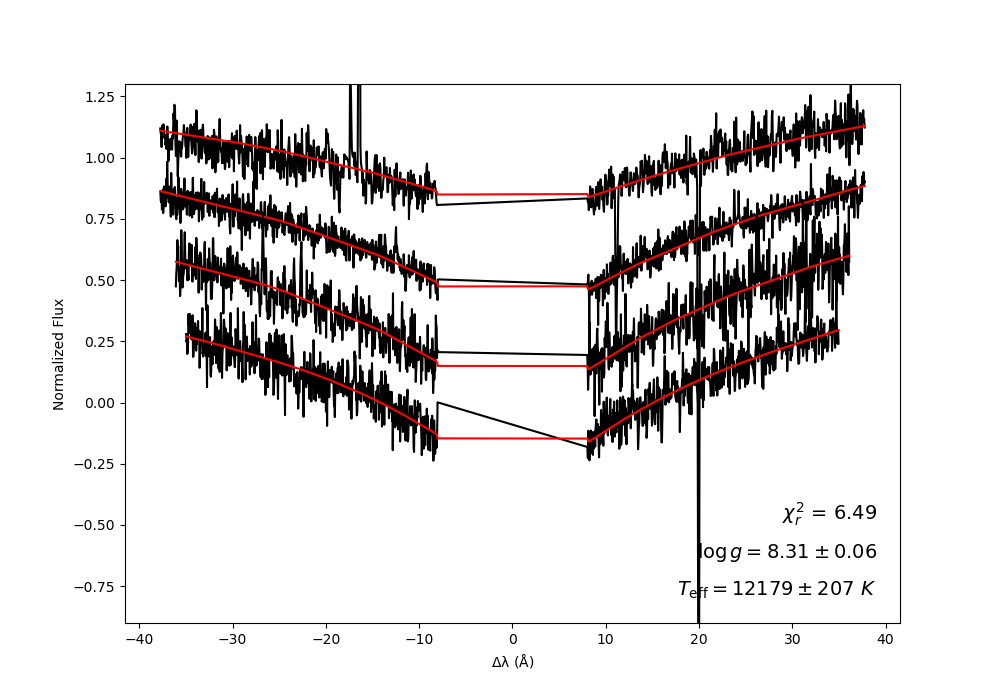 1.25
1.00
0.75
0.50
0.25
0.00
−0.25
−0.50
−0.75
Normalized Flux
χ²ᵣ = 6.49
log g = 8.31 ± 0.06
T_eff = 12179 ± 207 K
−40 −30 −20 −10 0 10 20 30 40
Δλ (Å)